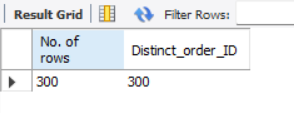 Result Grid Filter Rows:
No. of
rows Distinct_order_ID
300 300